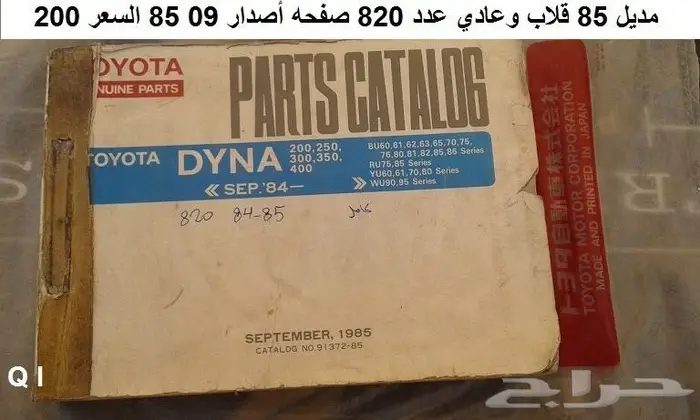 مديل 85 قلاب وعادي عدد 820 صفحه أصدار 09 85 السعر 200
OYOTA
NUINE PARTS
PARTS CATALOG
TOYOTA DYNA 200,250,
300,350,
400
BU60,61,62,63,65,70,75,
76,80,81,82,85,86 Series
RU75,85 Series
YU60,61,70,80 Series
WU90,95 Series
≪ SEP.'84— ≫
820 84-85 كامل
SEPTEMBER, 1985
CATALOG NO.91372-85
トヨタ自動車株式会社
TOYOTA MOTOR CORPORATION
MADE AND PRINTED IN JAPAN
Q I
حراج